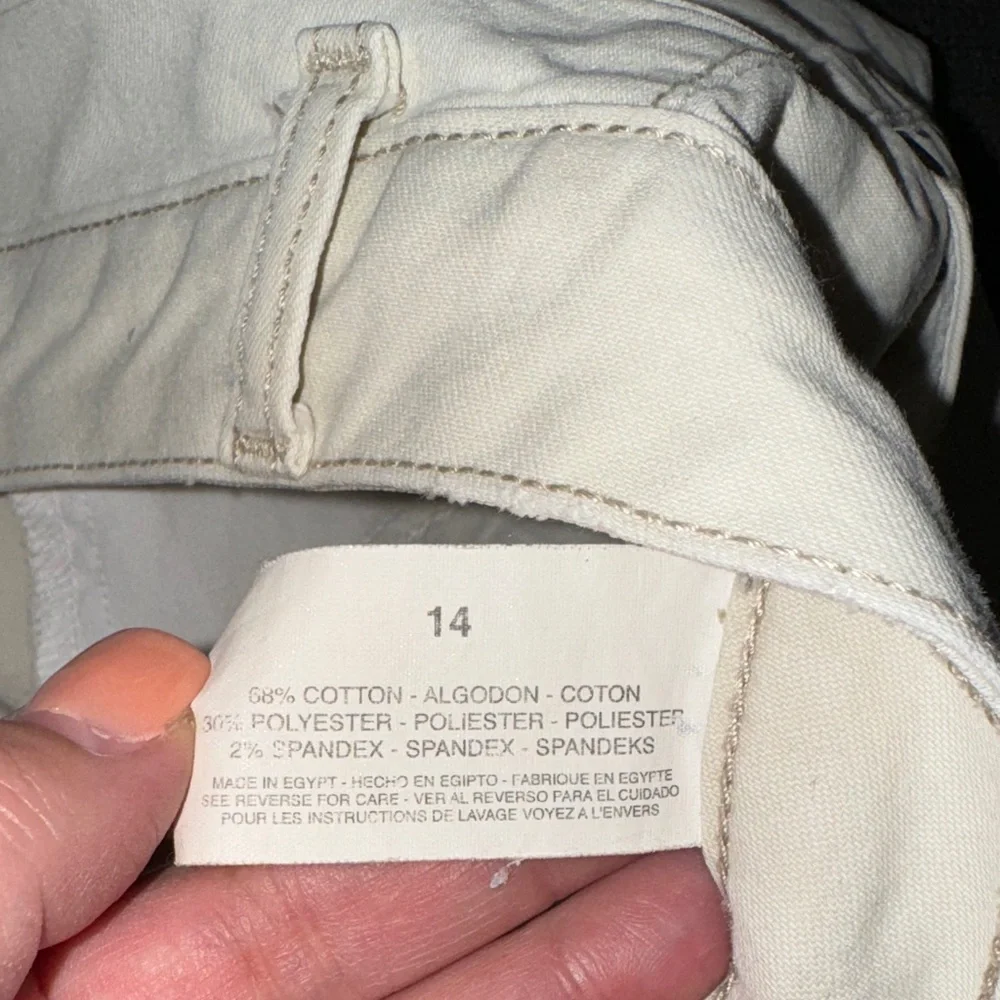 14
68% COTTON - ALGODON - COTON
30% POLYESTER - POLIESTER - POLIESTER
2% SPANDEX - SPANDEX - SPANDEKS
MADE IN EGYPT - HECHO EN EGIPTO - FABRIQUE EN EGYPTE
SEE REVERSE FOR CARE - VER AL REVERSO PARA EL CUIDADO
POUR LES INSTRUCTIONS DE LAVAGE VOYEZ A L'ENVERS